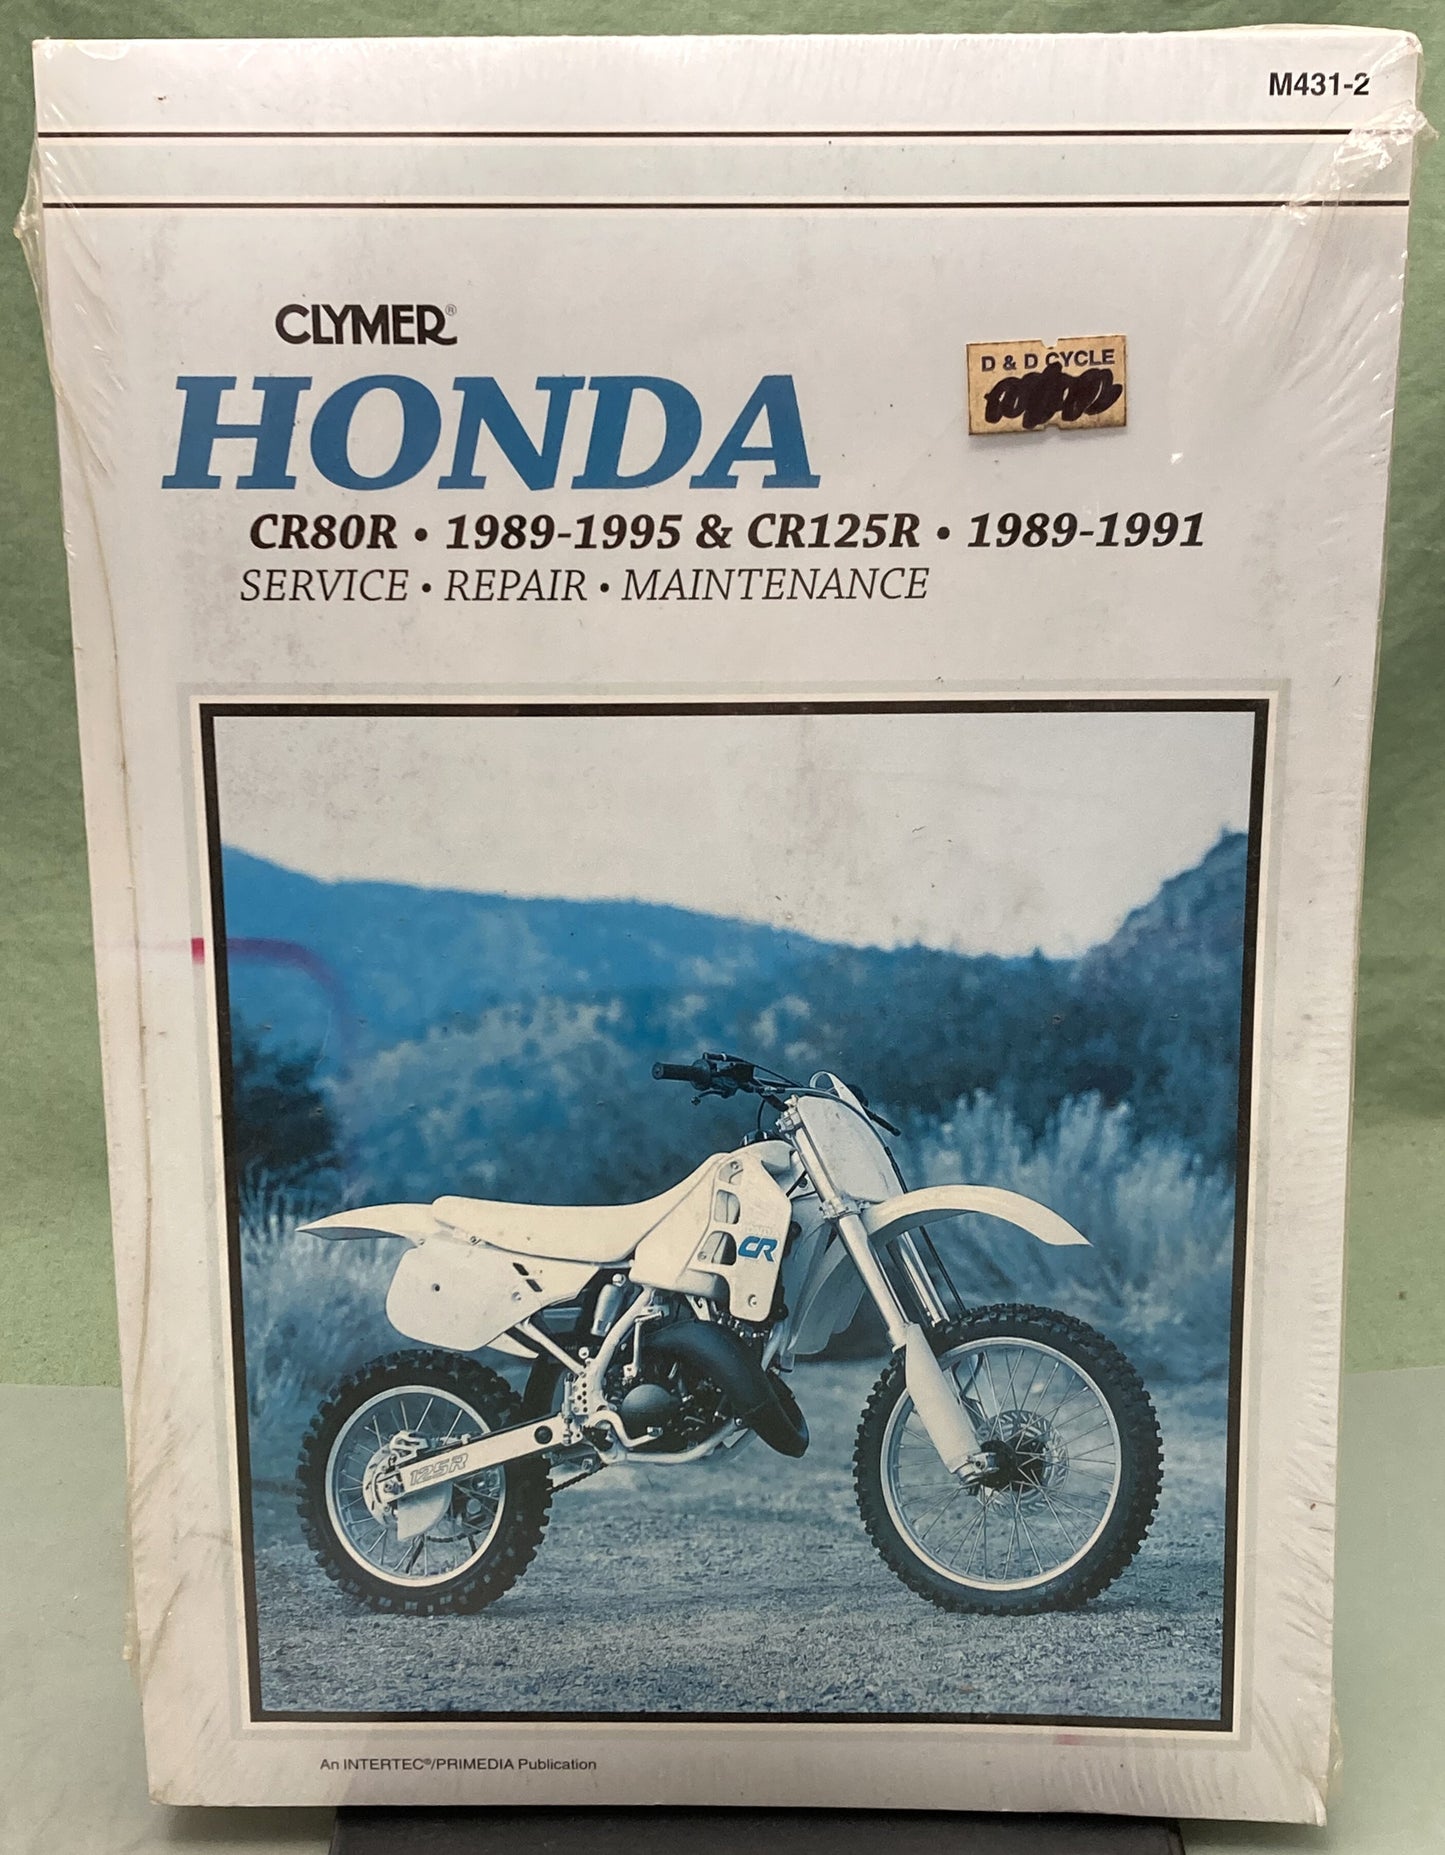 M431-2
CLYMER®
D & D CYCLE
HONDA
CR80R • 1989-1995 & CR125R • 1989-1991
SERVICE • REPAIR • MAINTENANCE
CR
125R
An INTERTEC®/PRIMEDIA Publication